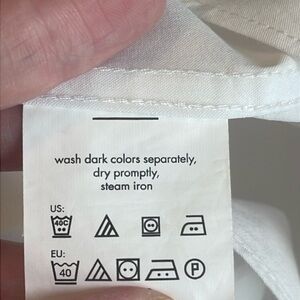 wash dark colors separately,
dry promptly,
steam iron
US:
40C
EU:
40 P